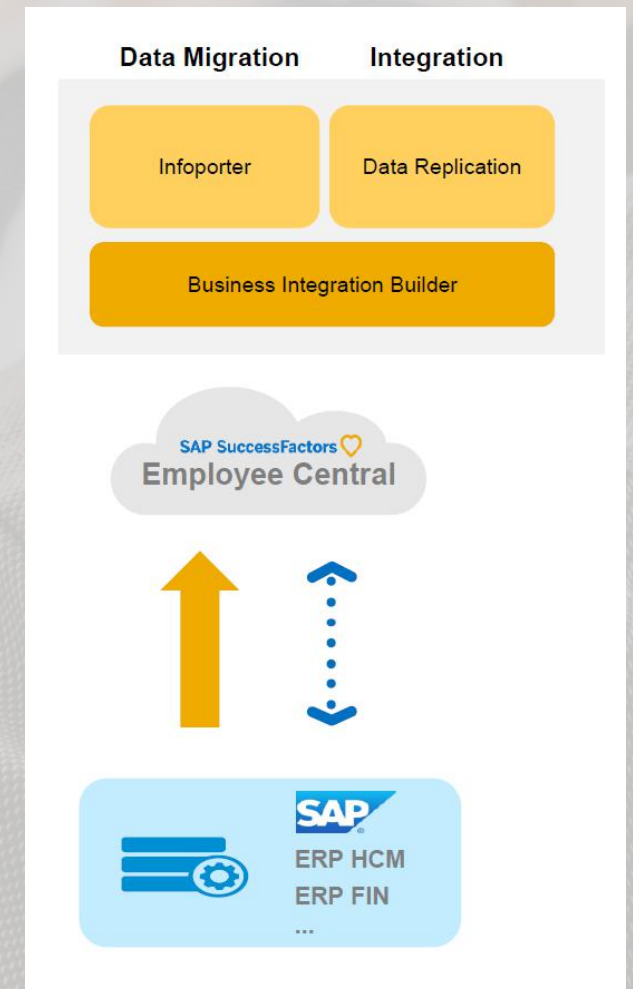 Data Migration Integration
Infoporter Data Replication
Business Integration Builder
SAP SuccessFactors
Employee Central
SAP
ERP HCM
ERP FIN
...